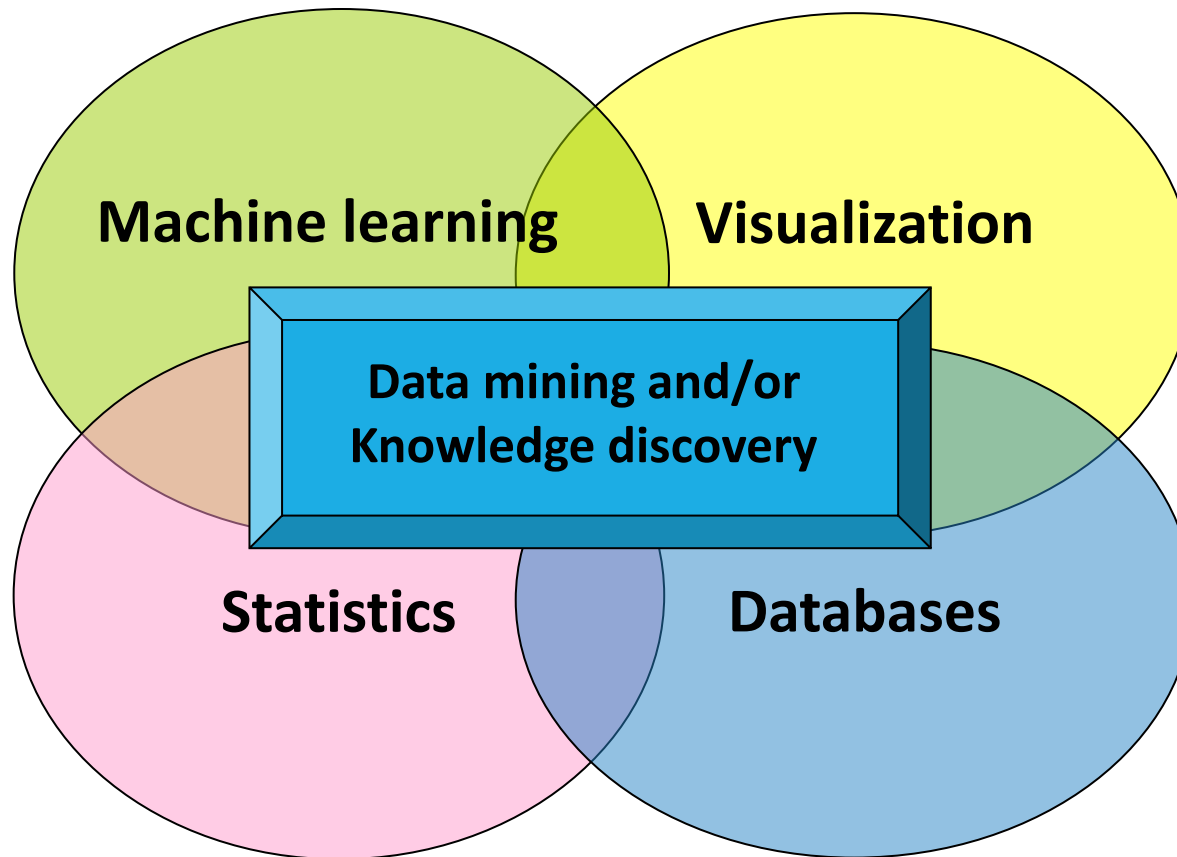 Machine learning
Visualization
Data mining and/or
Knowledge discovery
Statistics
Databases